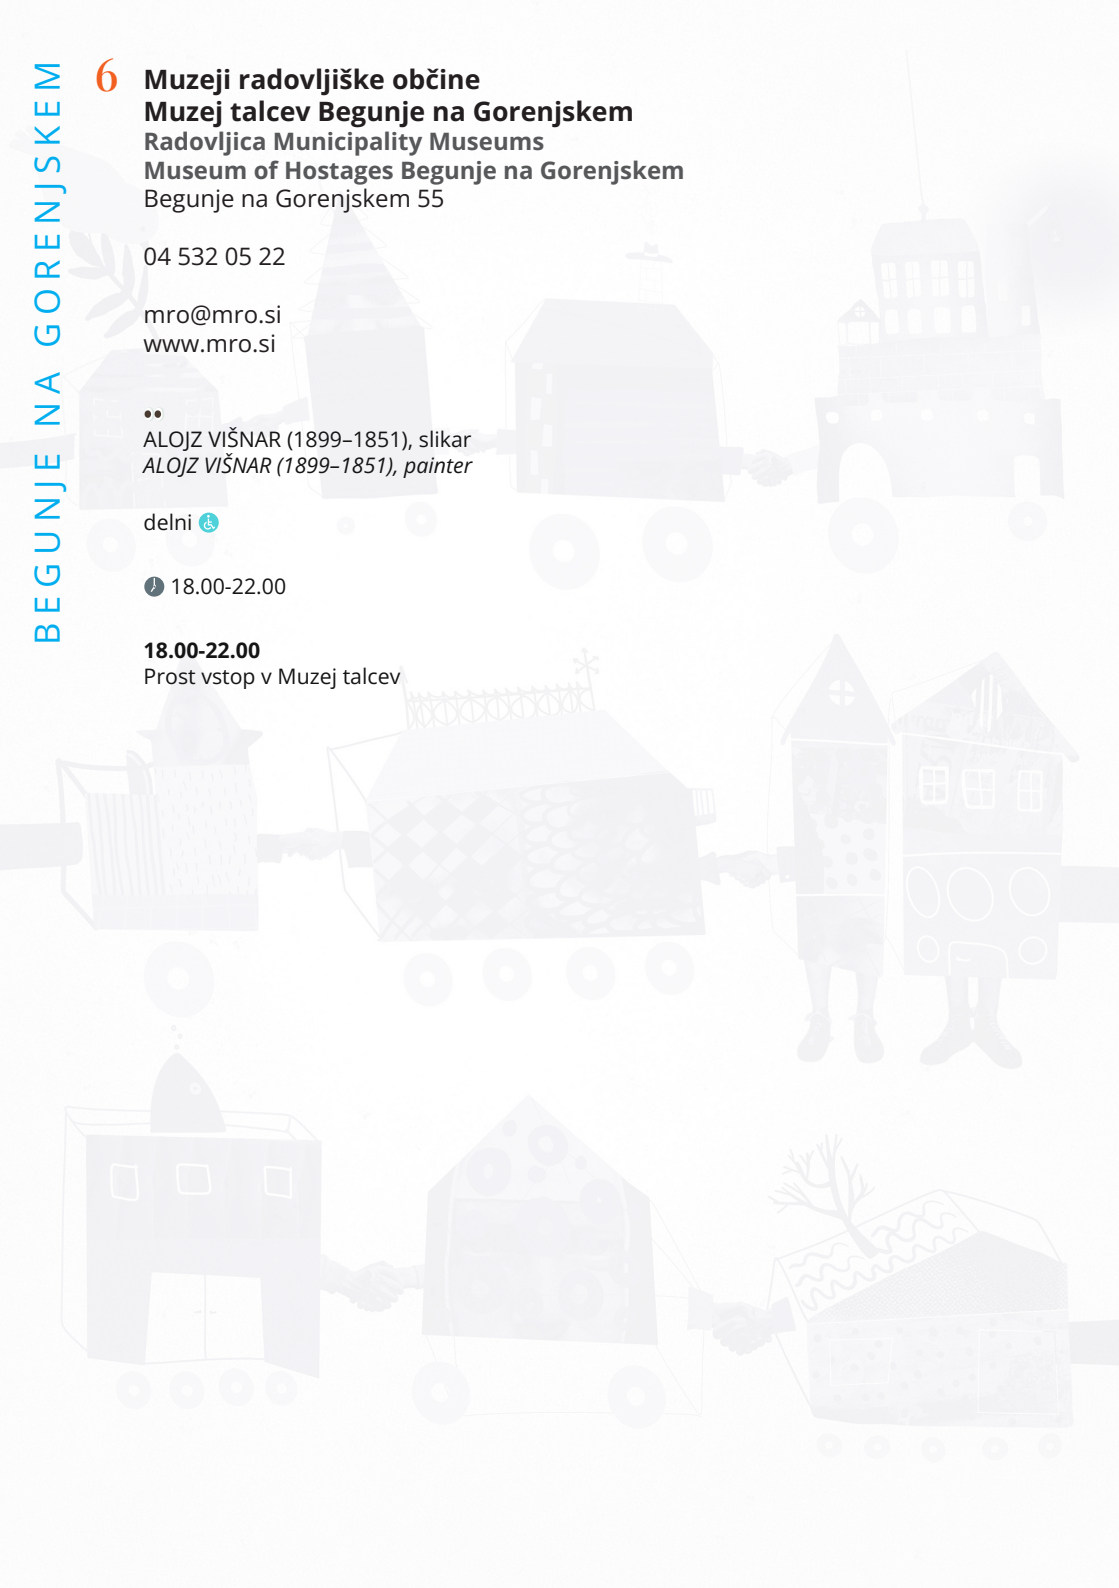 BEGUNJE NA GORENJSKEM
6
Muzeji radovljiške občine
Muzej talcev Begunje na Gorenjskem
Radovljica Municipality Museums
Museum of Hostages Begunje na Gorenjskem
Begunje na Gorenjskem 55
04 532 05 22
mro@mro.si
www.mro.si
ALOJZ VIŠNAR (1899–1851), slikar
ALOJZ VIŠNAR (1899–1851), painter
delni
18.00-22.00
18.00-22.00
Prost vstop v Muzej talcev